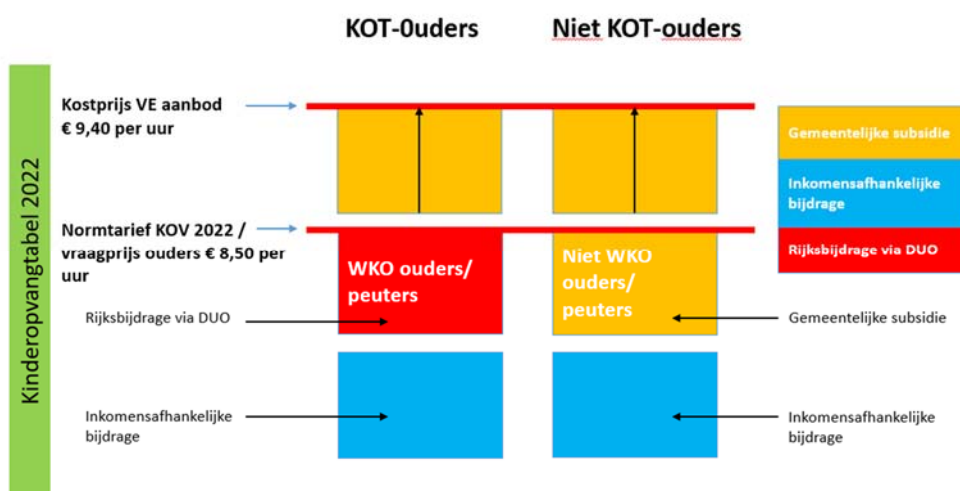 KOT-0uders
Niet KOT-ouders
Kinderopvangtabel 2022
Kostprijs VE aanbod
€ 9,40 per uur
Normtarief KOV 2022 /
vraagprijs ouders € 8,50 per
uur
WKO ouders/
peuters
Niet WKO
ouders/
peuters
Rijksbijdrage via DUO
Gemeentelijke subsidie
Inkomensafhankelijke
bijdrage
Inkomensafhankelijke
bijdrage
Gemeentelijke subsidie
Inkomensafhankelijke
bijdrage
Rijksbijdrage via DUO